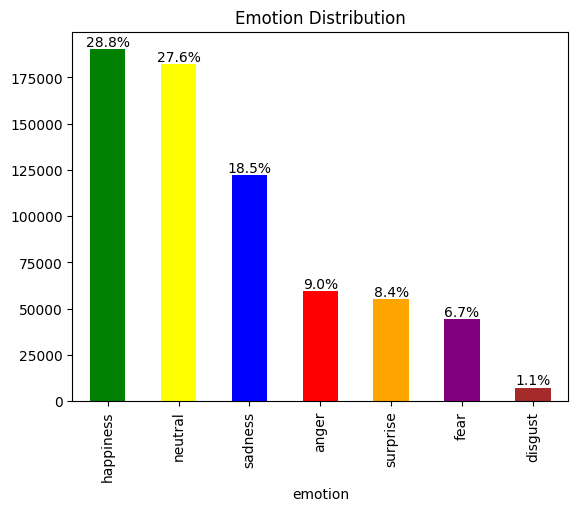 Emotion Distribution
28.8%
27.6%
18.5%
9.0%
8.4%
6.7%
1.1%
175000
150000
125000
100000
75000
50000
25000
0
happiness
neutral
sadness
anger
surprise
fear
disgust
emotion